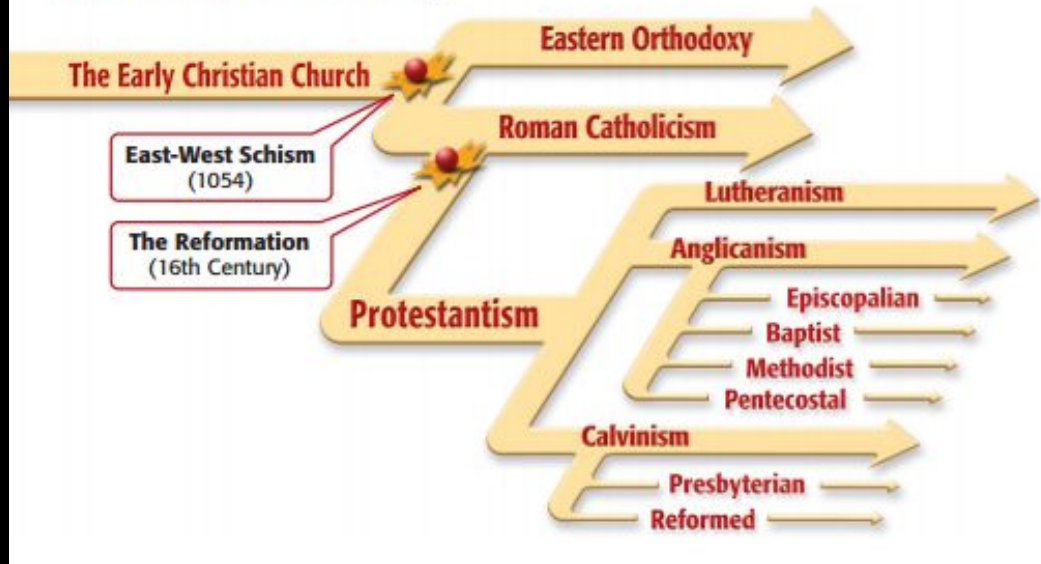 Eastern Orthodoxy
The Early Christian Church
Roman Catholicism
East-West Schism
(1054)
Lutheranism
The Reformation
(16th Century)
Anglicanism
Episcopalian
Protestantism
Baptist
Methodist
Pentecostal
Calvinism
Presbyterian
Reformed